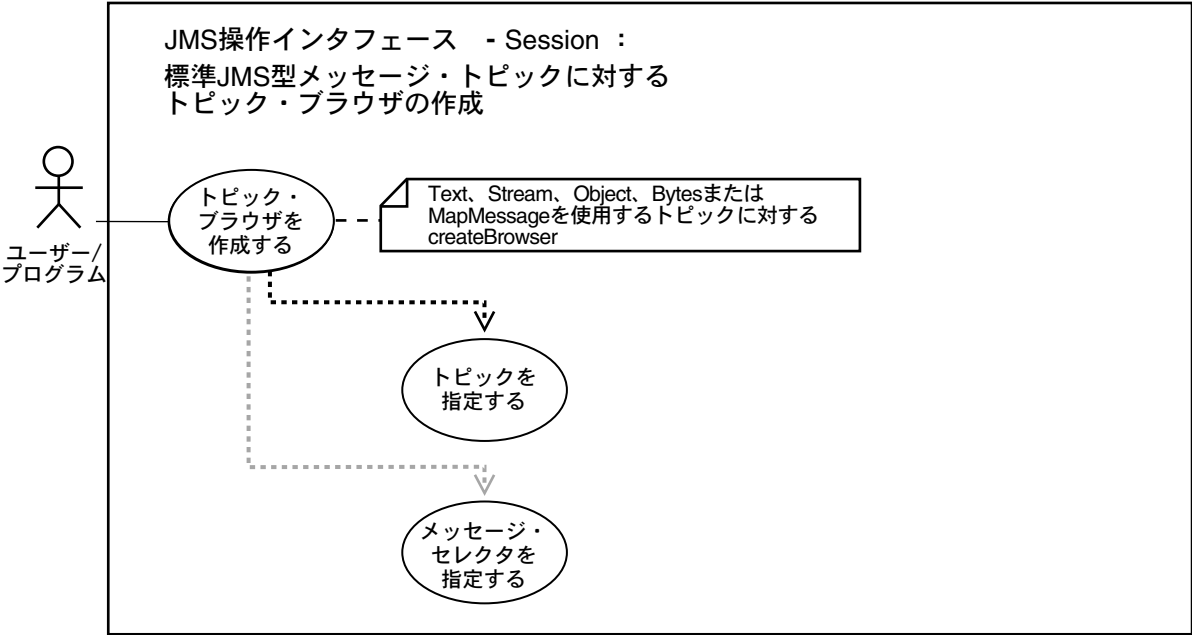 JMS操作インタフェース - Session ：
標準JMS型メッセージ・トピックに対する
トピック・ブラウザの作成
ユーザー/
プログラム
トピック・
ブラウザを
作成する
Text、Stream、Object、Bytesまたは
MapMessageを使用するトピックに対する
createBrowser
トピックを
指定する
メッセージ・
セレクタを
指定する